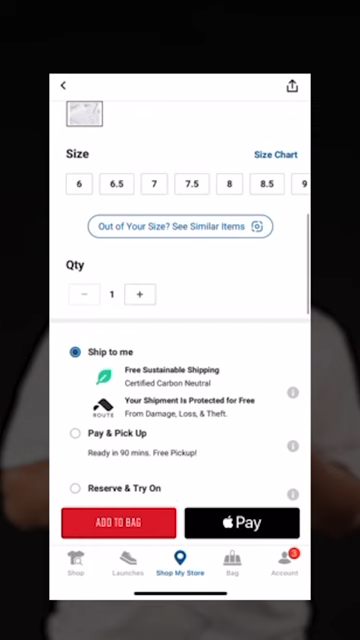 Size
Size Chart
6
6.5
7
7.5
8
8.5
9
Out of Your Size? See Similar Items
Qty
1
Ship to me
Free Sustainable Shipping
Certified Carbon Neutral
Your Shipment Is Protected for Free
From Damage, Loss, & Theft.
ROUTE
Pay & Pick Up
Ready in 90 mins. Free Pickup!
Reserve & Try On
ADD TO BAG
Pay
3
Shop
Launches
Shop My Store
Bag
Account